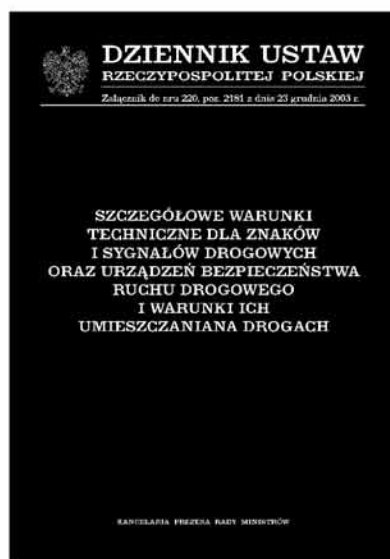 DZIENNIK USTAW
RZECZYPOSPOLITEJ POLSKIEJ
Załącznik do nru 220, poz. 2181 z dnia 23 grudnia 2003 r.
SZCZEGÓŁOWE WARUNKI
TECHNICZNE DLA ZNAKÓW
I SYGNAŁÓW DROGOWYCH
ORAZ URZĄDZEŃ BEZPIECZEŃSTWA
RUCHU DROGOWEGO
I WARUNKI ICH
UMIESZCZANIANA DROGACH
KANCELARIA PREZESA RADY MINISTRÓW